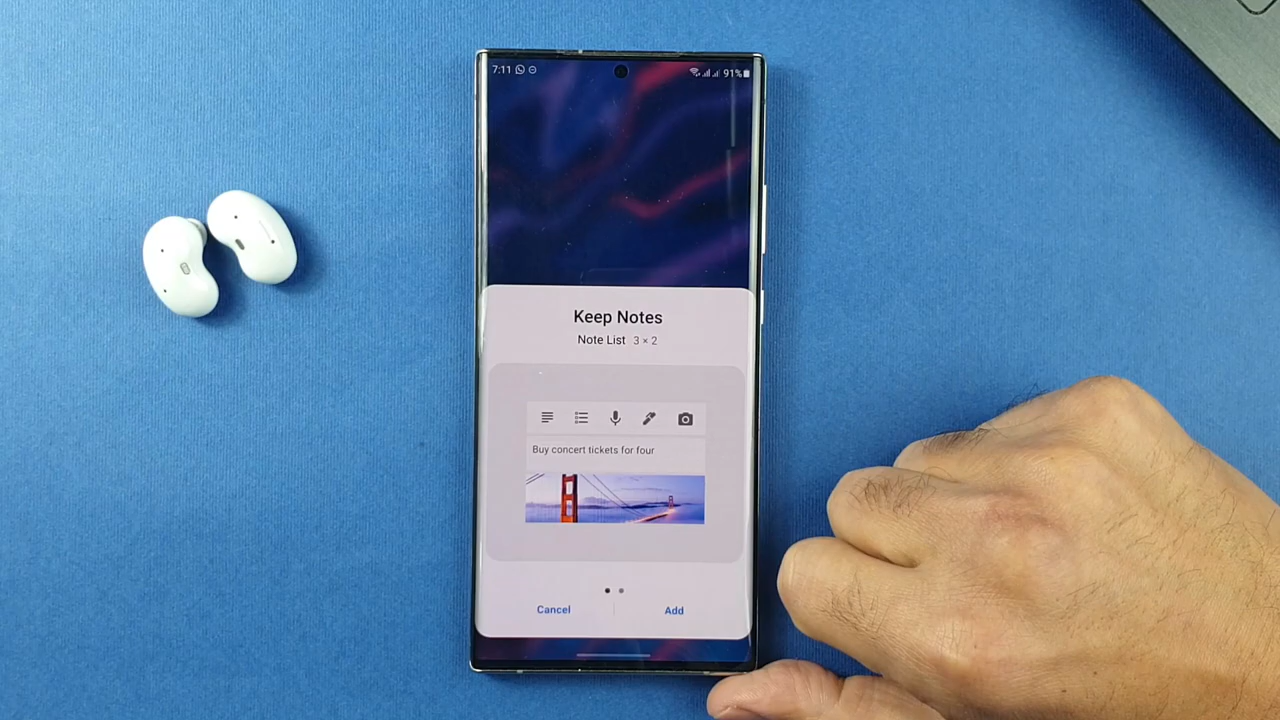 7:11
91%
Keep Notes
Note List 3 × 2
Buy concert tickets for four
Cancel
Add